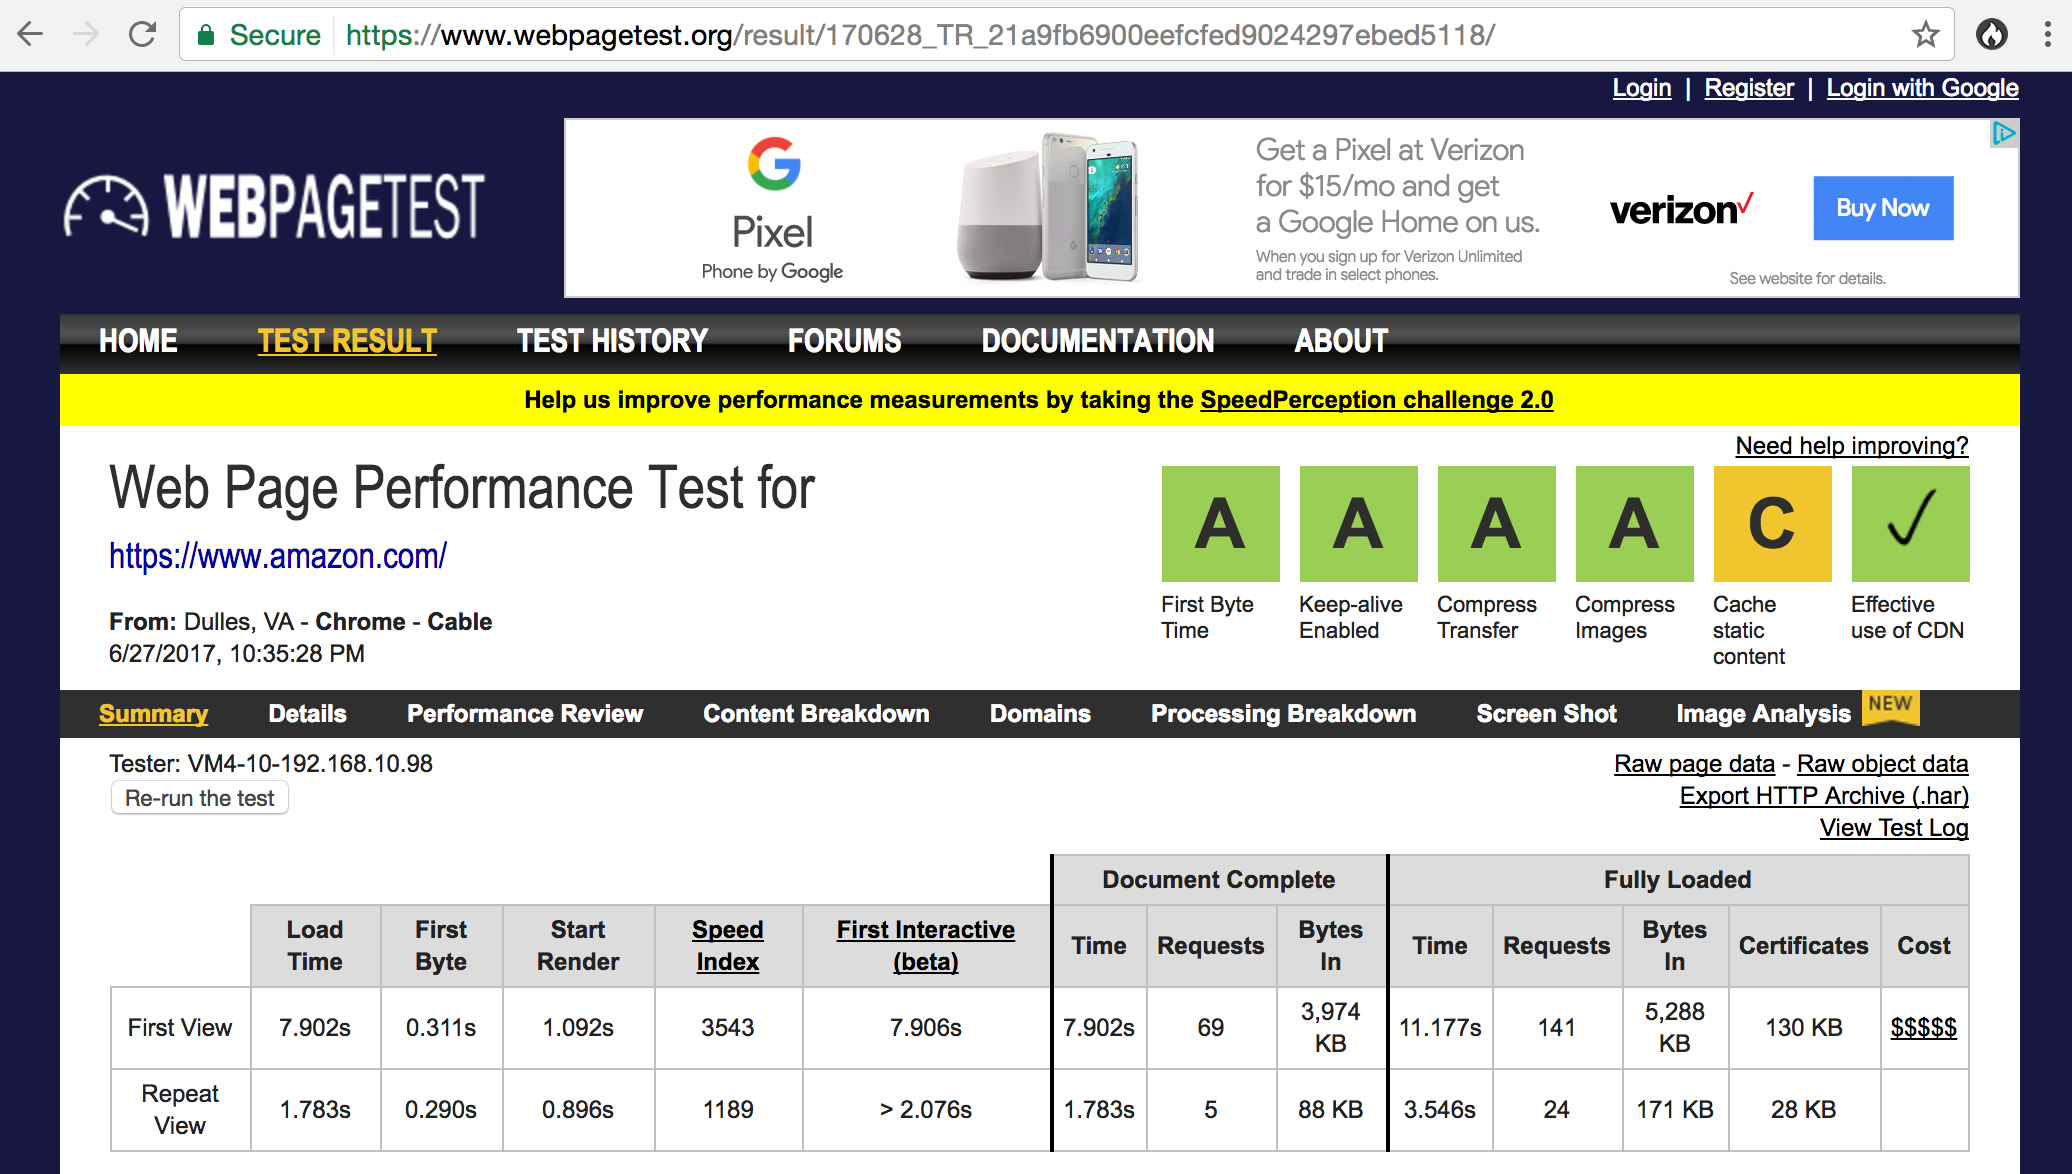 Secure https://www.webpagetest.org/result/170628_TR_21a9fb6900eefcfed9024297ebed5118/
Login | Register | Login with Google
WEBPAGETEST
Pixel
Phone by Google
Get a Pixel at Verizon
for $15/mo and get
a Google Home on us.
When you sign up for Verizon Unlimited
and trade in select phones.
verizon✓
Buy Now
See website for details.
HOME TEST RESULT TEST HISTORY FORUMS DOCUMENTATION ABOUT
Help us improve performance measurements by taking the SpeedPerception challenge 2.0
Need help improving?
Web Page Performance Test for
https://www.amazon.com/
From: Dulles, VA - Chrome - Cable
6/27/2017, 10:35:28 PM
A A A A C ✓
First Byte Time
Keep-alive Enabled
Compress Transfer
Compress Images
Cache static content
Effective use of CDN
Summary Details Performance Review Content Breakdown Domains Processing Breakdown Screen Shot Image Analysis NEW
Tester: VM4-10-192.168.10.98
Re-run the test
Raw page data - Raw object data
Export HTTP Archive (.har)
View Test Log
Document Complete Fully Loaded
Load Time First Byte Start Render Speed Index First Interactive (beta) Time Requests Bytes In Time Requests Bytes In Certificates Cost
First View 7.902s 0.311s 1.092s 3543 7.906s 7.902s 69 3,974 KB 11.177s 141 5,288 KB 130 KB $$$$$
Repeat View 1.783s 0.290s 0.896s 1189 > 2.076s 1.783s 5 88 KB 3.546s 24 171 KB 28 KB